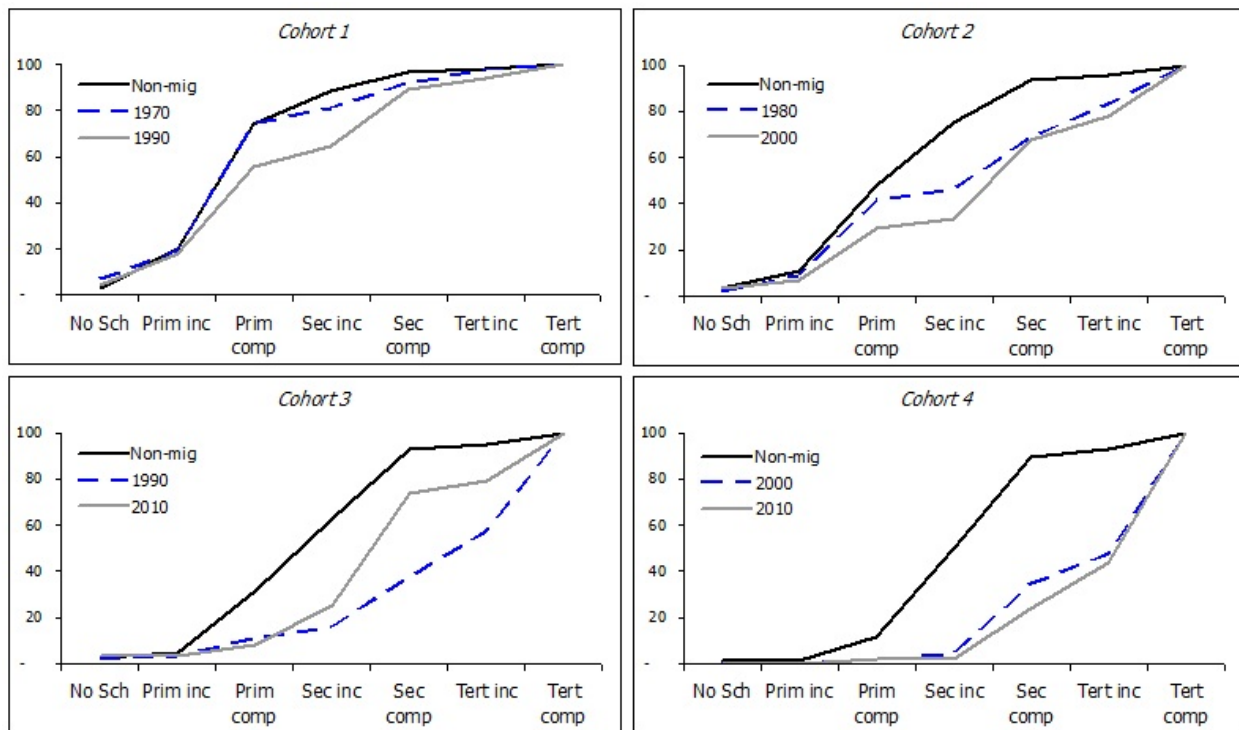 Cohort 1
100
80
60
40
20
-
Non-mig
1970
1990
No Sch Prim inc Prim comp Sec inc Sec comp Tert inc Tert comp
Cohort 2
100
80
60
40
20
-
Non-mig
1980
2000
No Sch Prim inc Prim comp Sec inc Sec comp Tert inc Tert comp
Cohort 3
100
80
60
40
20
-
Non-mig
1990
2010
No Sch Prim inc Prim comp Sec inc Sec comp Tert inc Tert comp
Cohort 4
100
80
60
40
20
-
Non-mig
2000
2010
No Sch Prim inc Prim comp Sec inc Sec comp Tert inc Tert comp